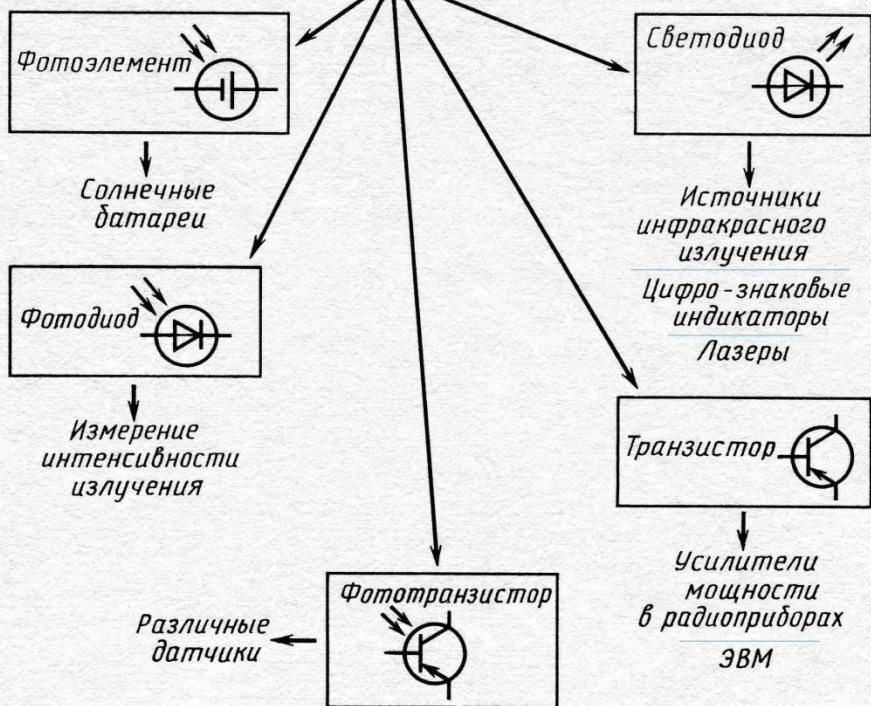 Фотоэлемент
Солнечные
батареи
Фотодиод
Измерение
интенсивности
излучения
Фототранзистор
Различные
датчики
Светодиод
Источники
инфракрасного
излучения
Цифро-знаковые
индикаторы
Лазеры
Транзистор
Усилители
мощности
в радиоприборах
ЭВМ